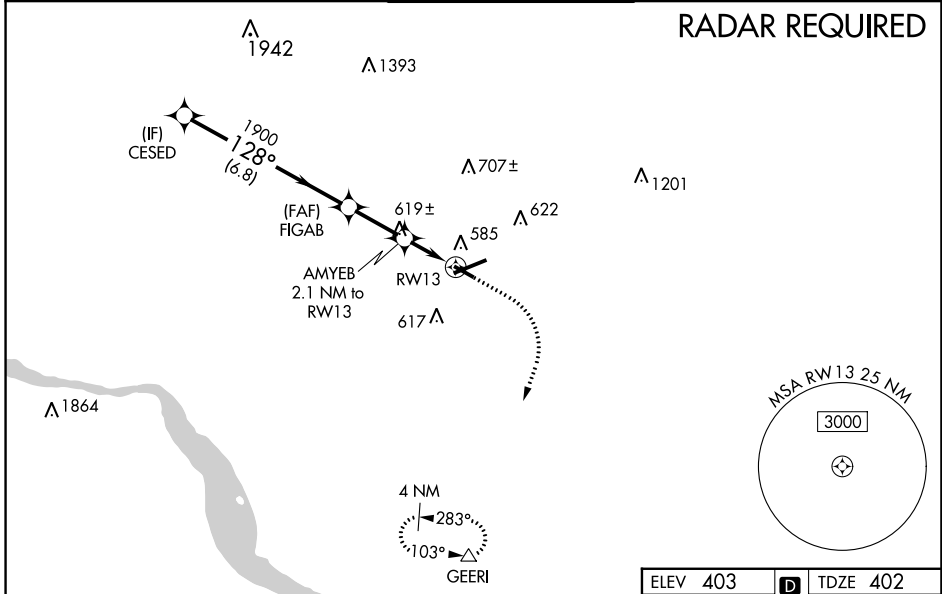 RADAR REQUIRED
1942
1393
(IF)
CESED
1900
128°
(6.8)
707±
1201
(FAF)
FIGAB
619±
622
585
AMYEB
2.1 NM to
RW13
RW13
617
1864
MSA RW13 25 NM
3000
4 NM
283°
103°
GEERI
ELEV 403 D TDZE 402